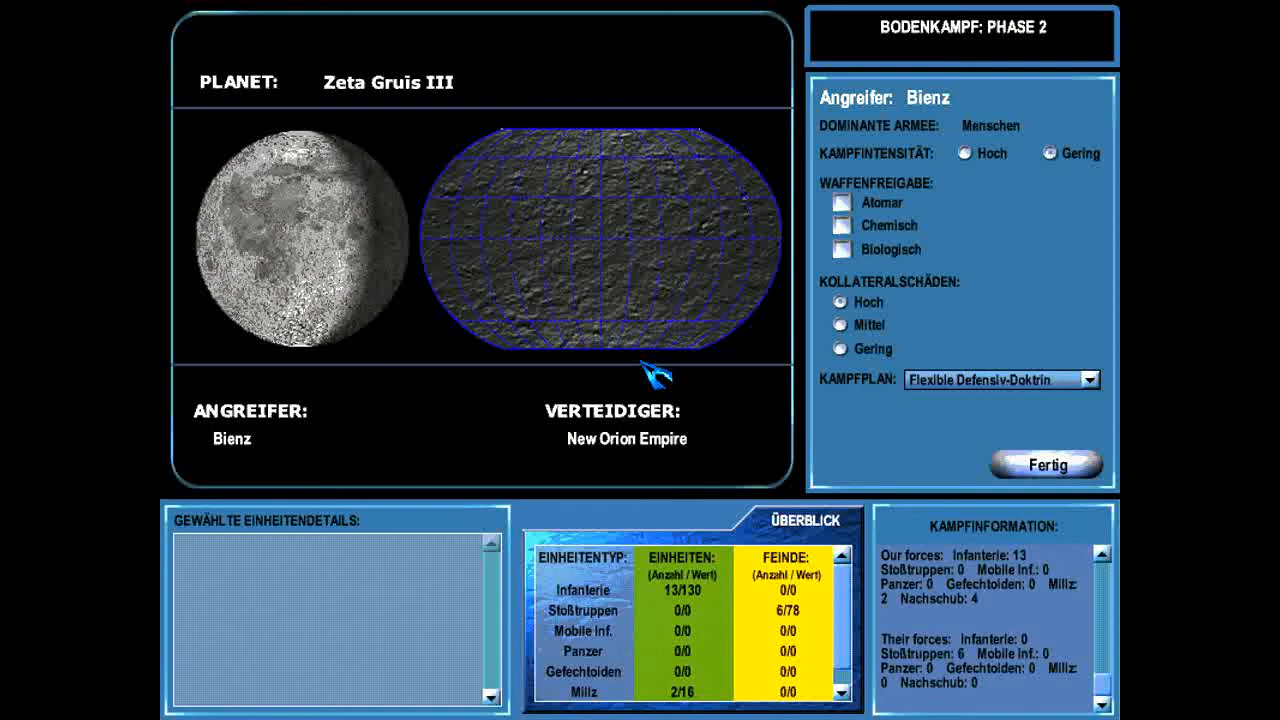 PLANET: Zeta Gruis III
ANGREIFER:
Bienz
VERTEIDIGER:
New Orion Empire
BODENKAMPF: PHASE 2
Angreifer: Bienz
DOMINANTE ARMEE: Menschen
KAMPFINTENSITÄT: Hoch Gering
WAFFENFREIGABE:
Atomar
Chemisch
Biologisch
KOLLATERALSCHÄDEN:
Hoch
Mittel
Gering
KAMPFPLAN: Flexible Defensiv-Doktrin
Fertig
GEWÄHLTE EINHEITENDETAILS:
ÜBERBLICK
EINHEITENTYP: EINHEITEN: FEINDE:
(Anzahl / Wert) (Anzahl / Wert)
Infanterie 13/130 0/0
Stoßtruppen 0/0 6/78
Mobile Inf. 0/0 0/0
Panzer 0/0 0/0
Gefechtoiden 0/0 0/0
Miliz 2/16 0/0
KAMPFINFORMATION:
Our forces: Infanterie: 13
Stoßtruppen: 0 Mobile Inf.: 0
Panzer: 0 Gefechtoiden: 0 Miliz:
2 Nachschub: 4
Their forces: Infanterie: 0
Stoßtruppen: 6 Mobile Inf.: 0
Panzer: 0 Gefechtoiden: 0 Miliz:
0 Nachschub: 0